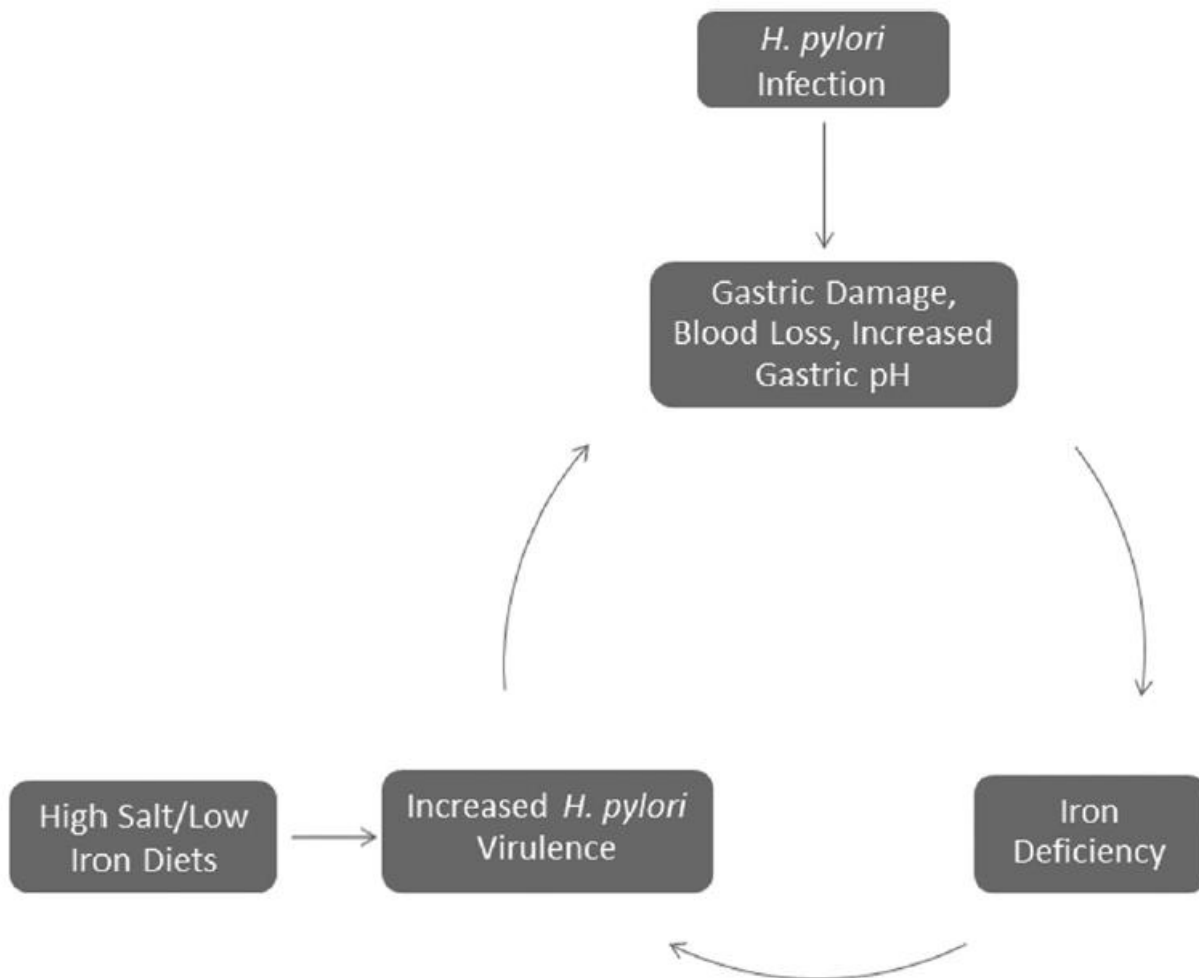 H. pylori
Infection
Gastric Damage,
Blood Loss, Increased
Gastric pH
High Salt/Low
Iron Diets
Increased H. pylori
Virulence
Iron
Deficiency